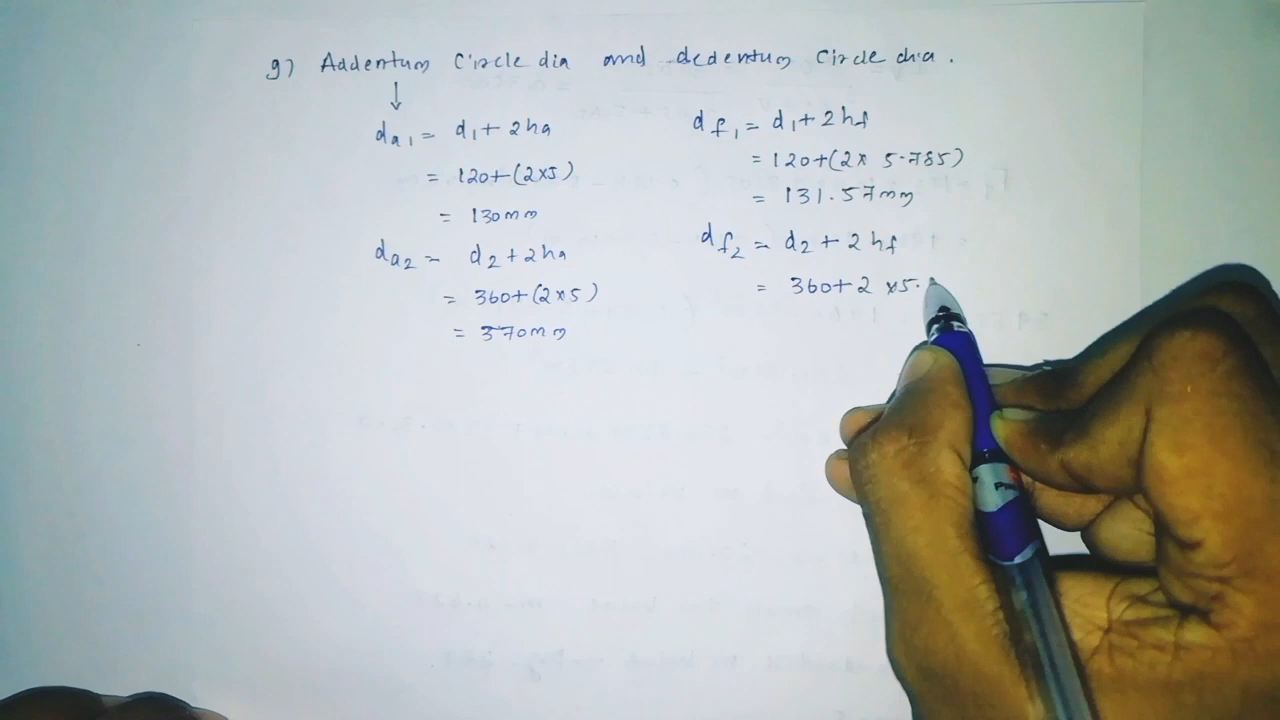 9) Addentum Circle dia and dedentum Circle dia.
↓
da1 = d1 + 2ha
= 120+(2×5)
= 130mm
da2 = d2 + 2ha
= 360+(2×5)
= 370mm
df1 = d1 + 2hf
= 120+(2× 5.785)
= 131.57mm
df2 = d2 + 2hf
= 360+2 ×5.